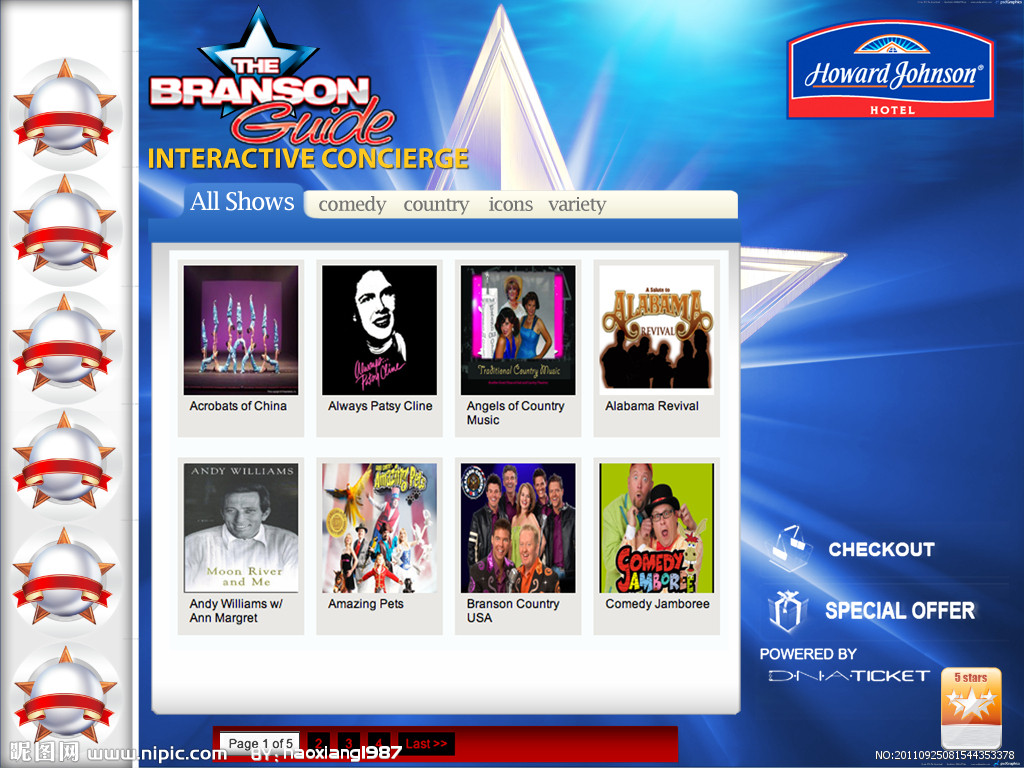 THE
BRANSON
Guide
INTERACTIVE CONCIERGE
Howard Johnson®
HOTEL
All Shows comedy country icons variety
Always...
Patsy Cline
Traditional Country Music
A Salute to
ALABAMA
REVIVAL
Acrobats of China
Always Patsy Cline
Angels of Country
Music
Alabama Revival
ANDY WILLIAMS
Moon River
and Me
Amazing Pets
COMEDY
JAMBOREE
Andy Williams w/
Ann Margret
Amazing Pets
Branson Country
USA
Comedy Jamboree
CHECKOUT
SPECIAL OFFER
POWERED BY
DNATICKET
5 stars
Page 1 of 5 2 3 4 Last >>
昵图网 www.nipic.com BY:haoxiang1987
NO:20110925081544353378